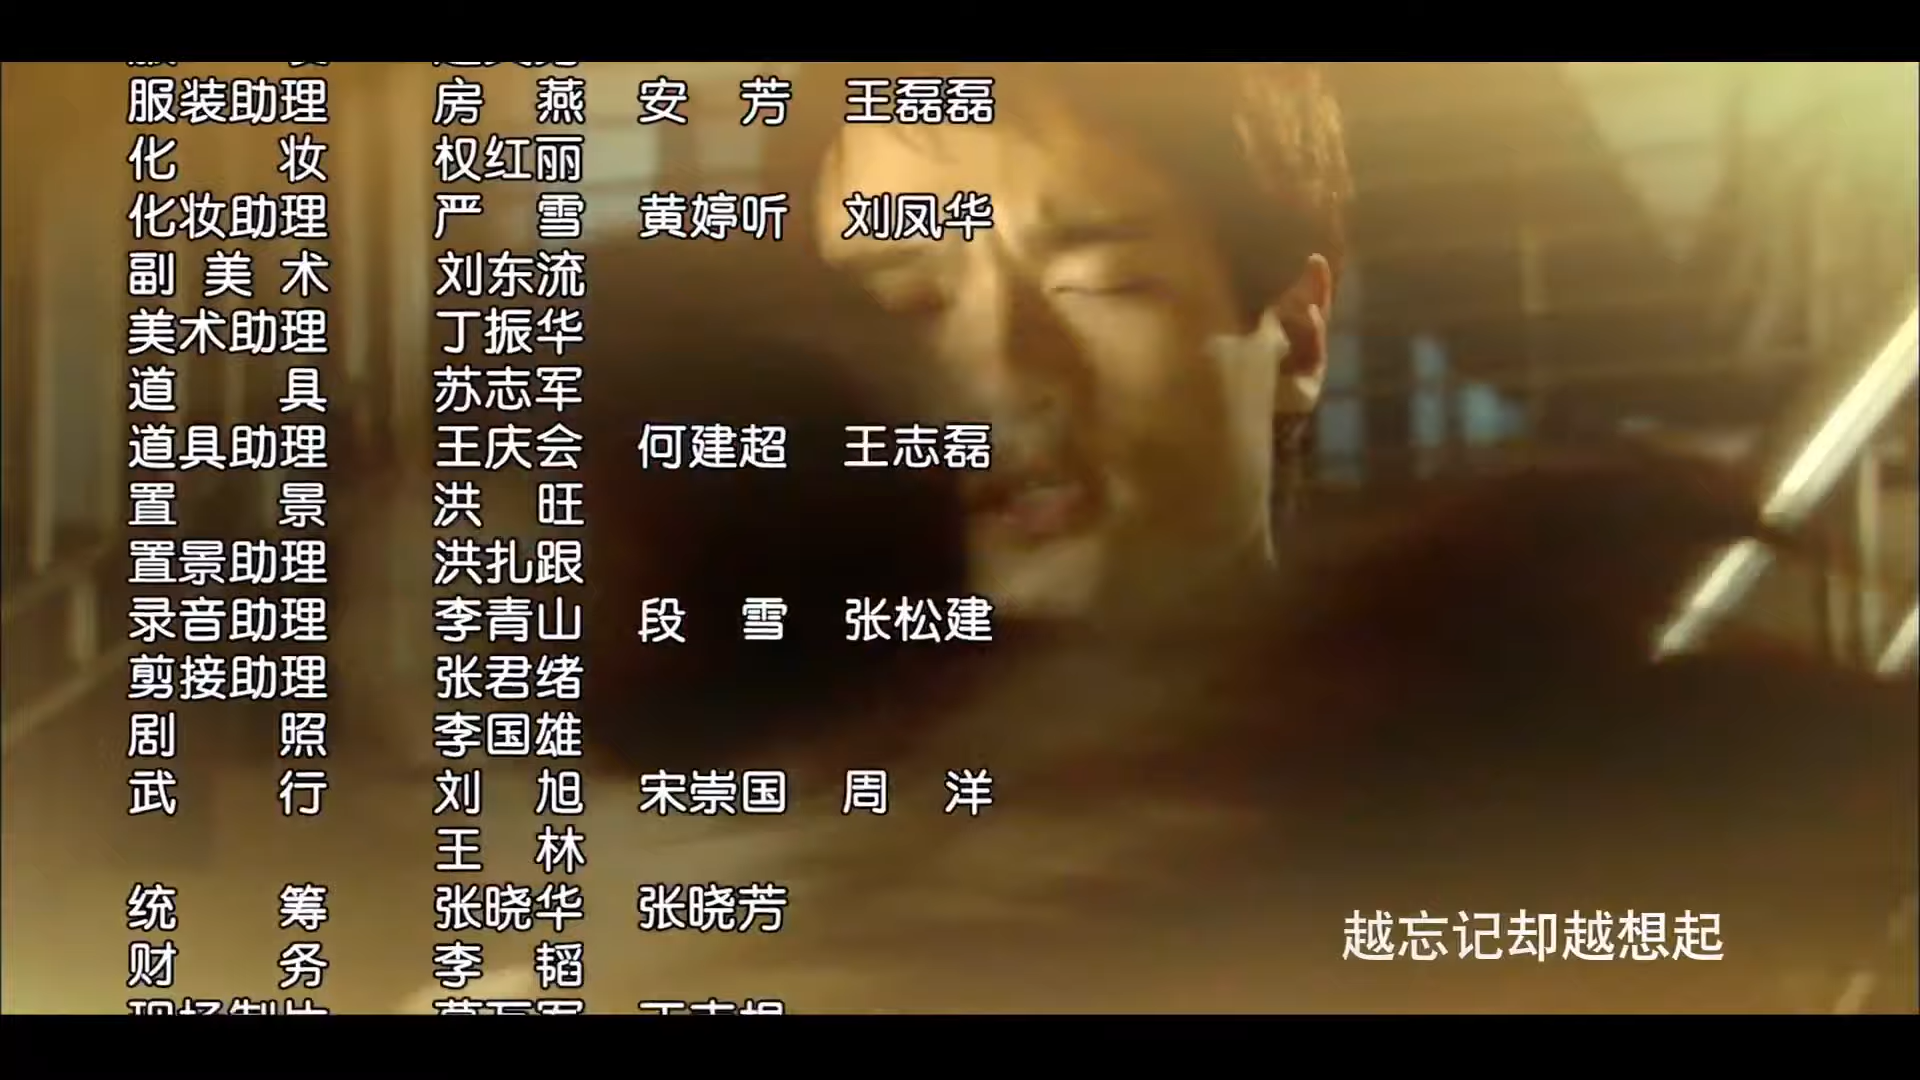 服装助理 房燕 安芳 王磊磊
化妆 权红丽
化妆助理 严雪 黄婷听 刘凤华
副美术 刘东流
美术助理 丁振华
道具 苏志军
道具助理 王庆会 何建超 王志磊
置景 洪旺
置景助理 洪扎跟
录音助理 李青山 段雪 张松建
剪接助理 张君绪
剧照 李国雄
武行 刘旭 宋崇国 周洋
王林
统筹 张晓华 张晓芳
财务 李韬
现场制片
越忘记却越想起